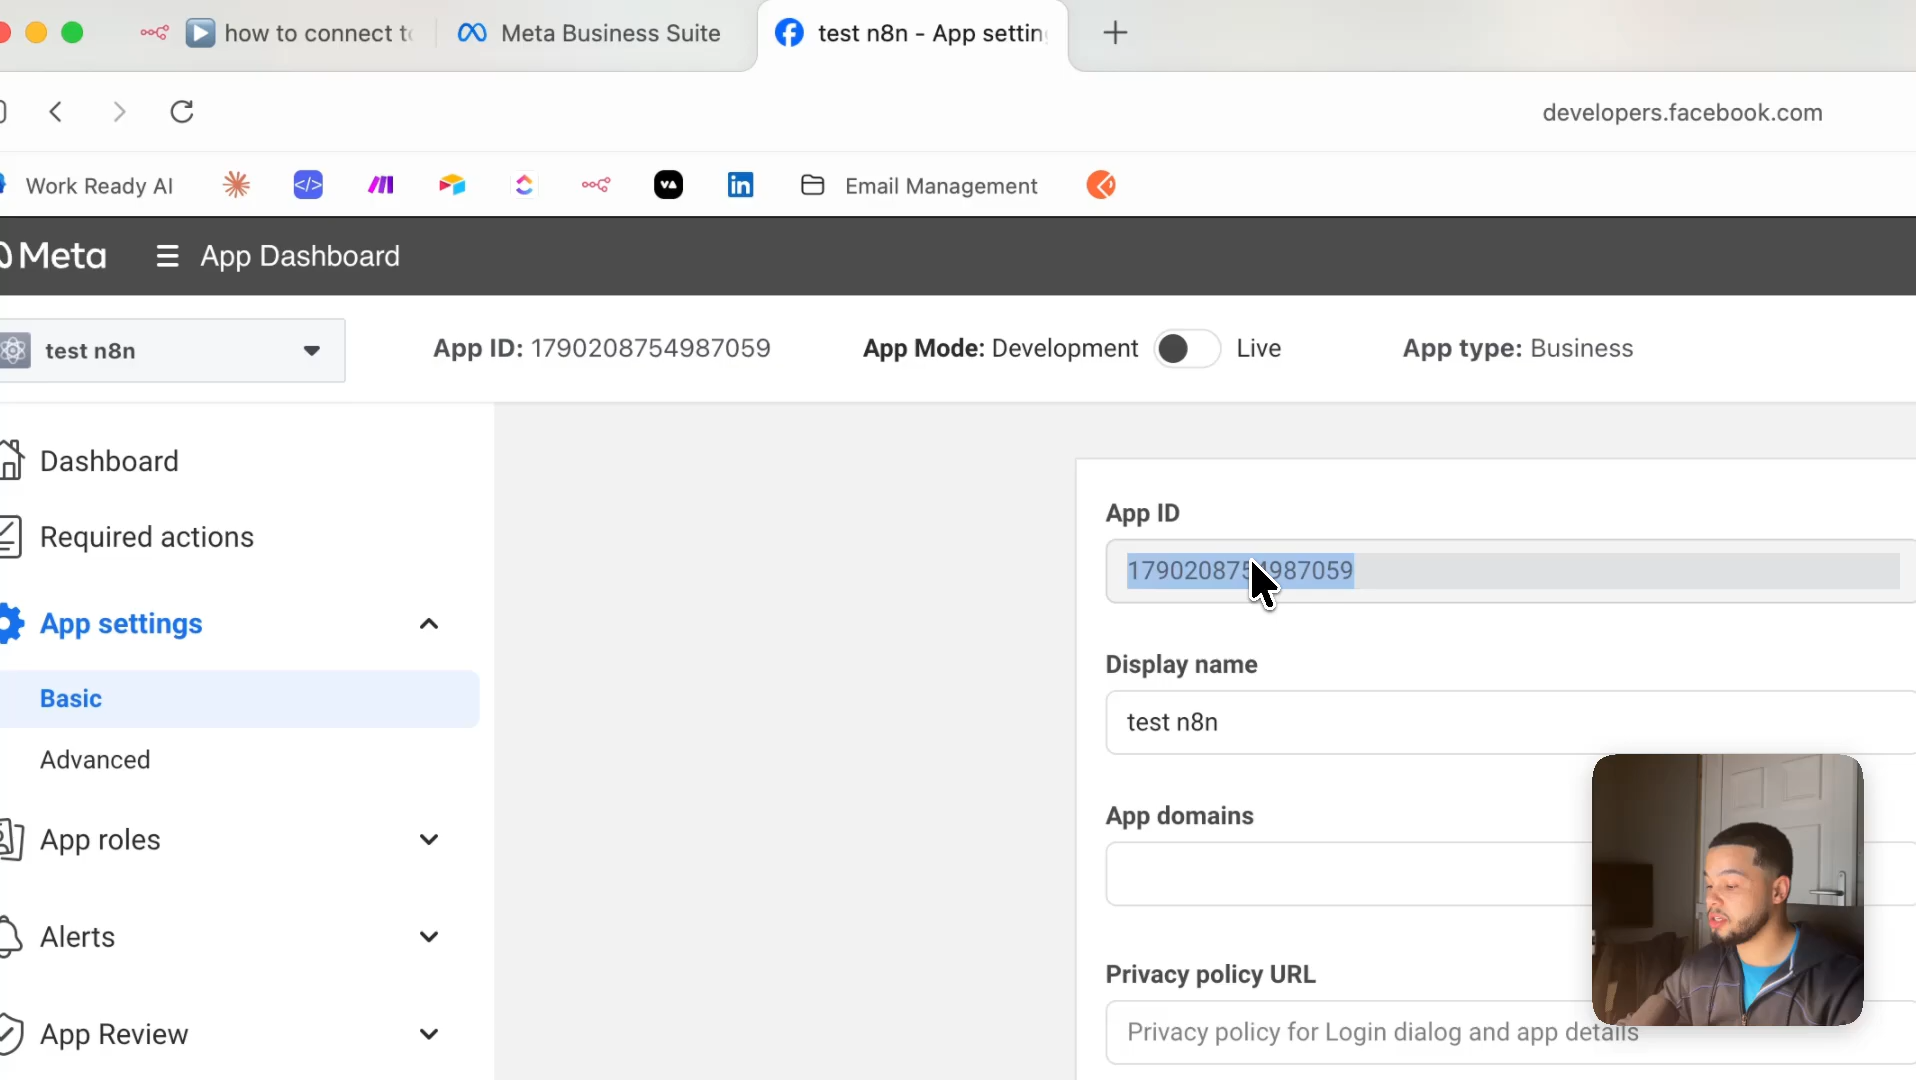 how to connect to
Meta Business Suite
test n8n - App settin
developers.facebook.com
Work Ready AI
Email Management
Meta
App Dashboard
test n8n
App ID: 1790208754987059
App Mode: Development
Live
App type: Business
Dashboard
Required actions
App settings
Basic
Advanced
App roles
Alerts
App Review
App ID
1790208754987059
Display name
test n8n
App domains
Privacy policy URL
Privacy policy for Login dialog and app details